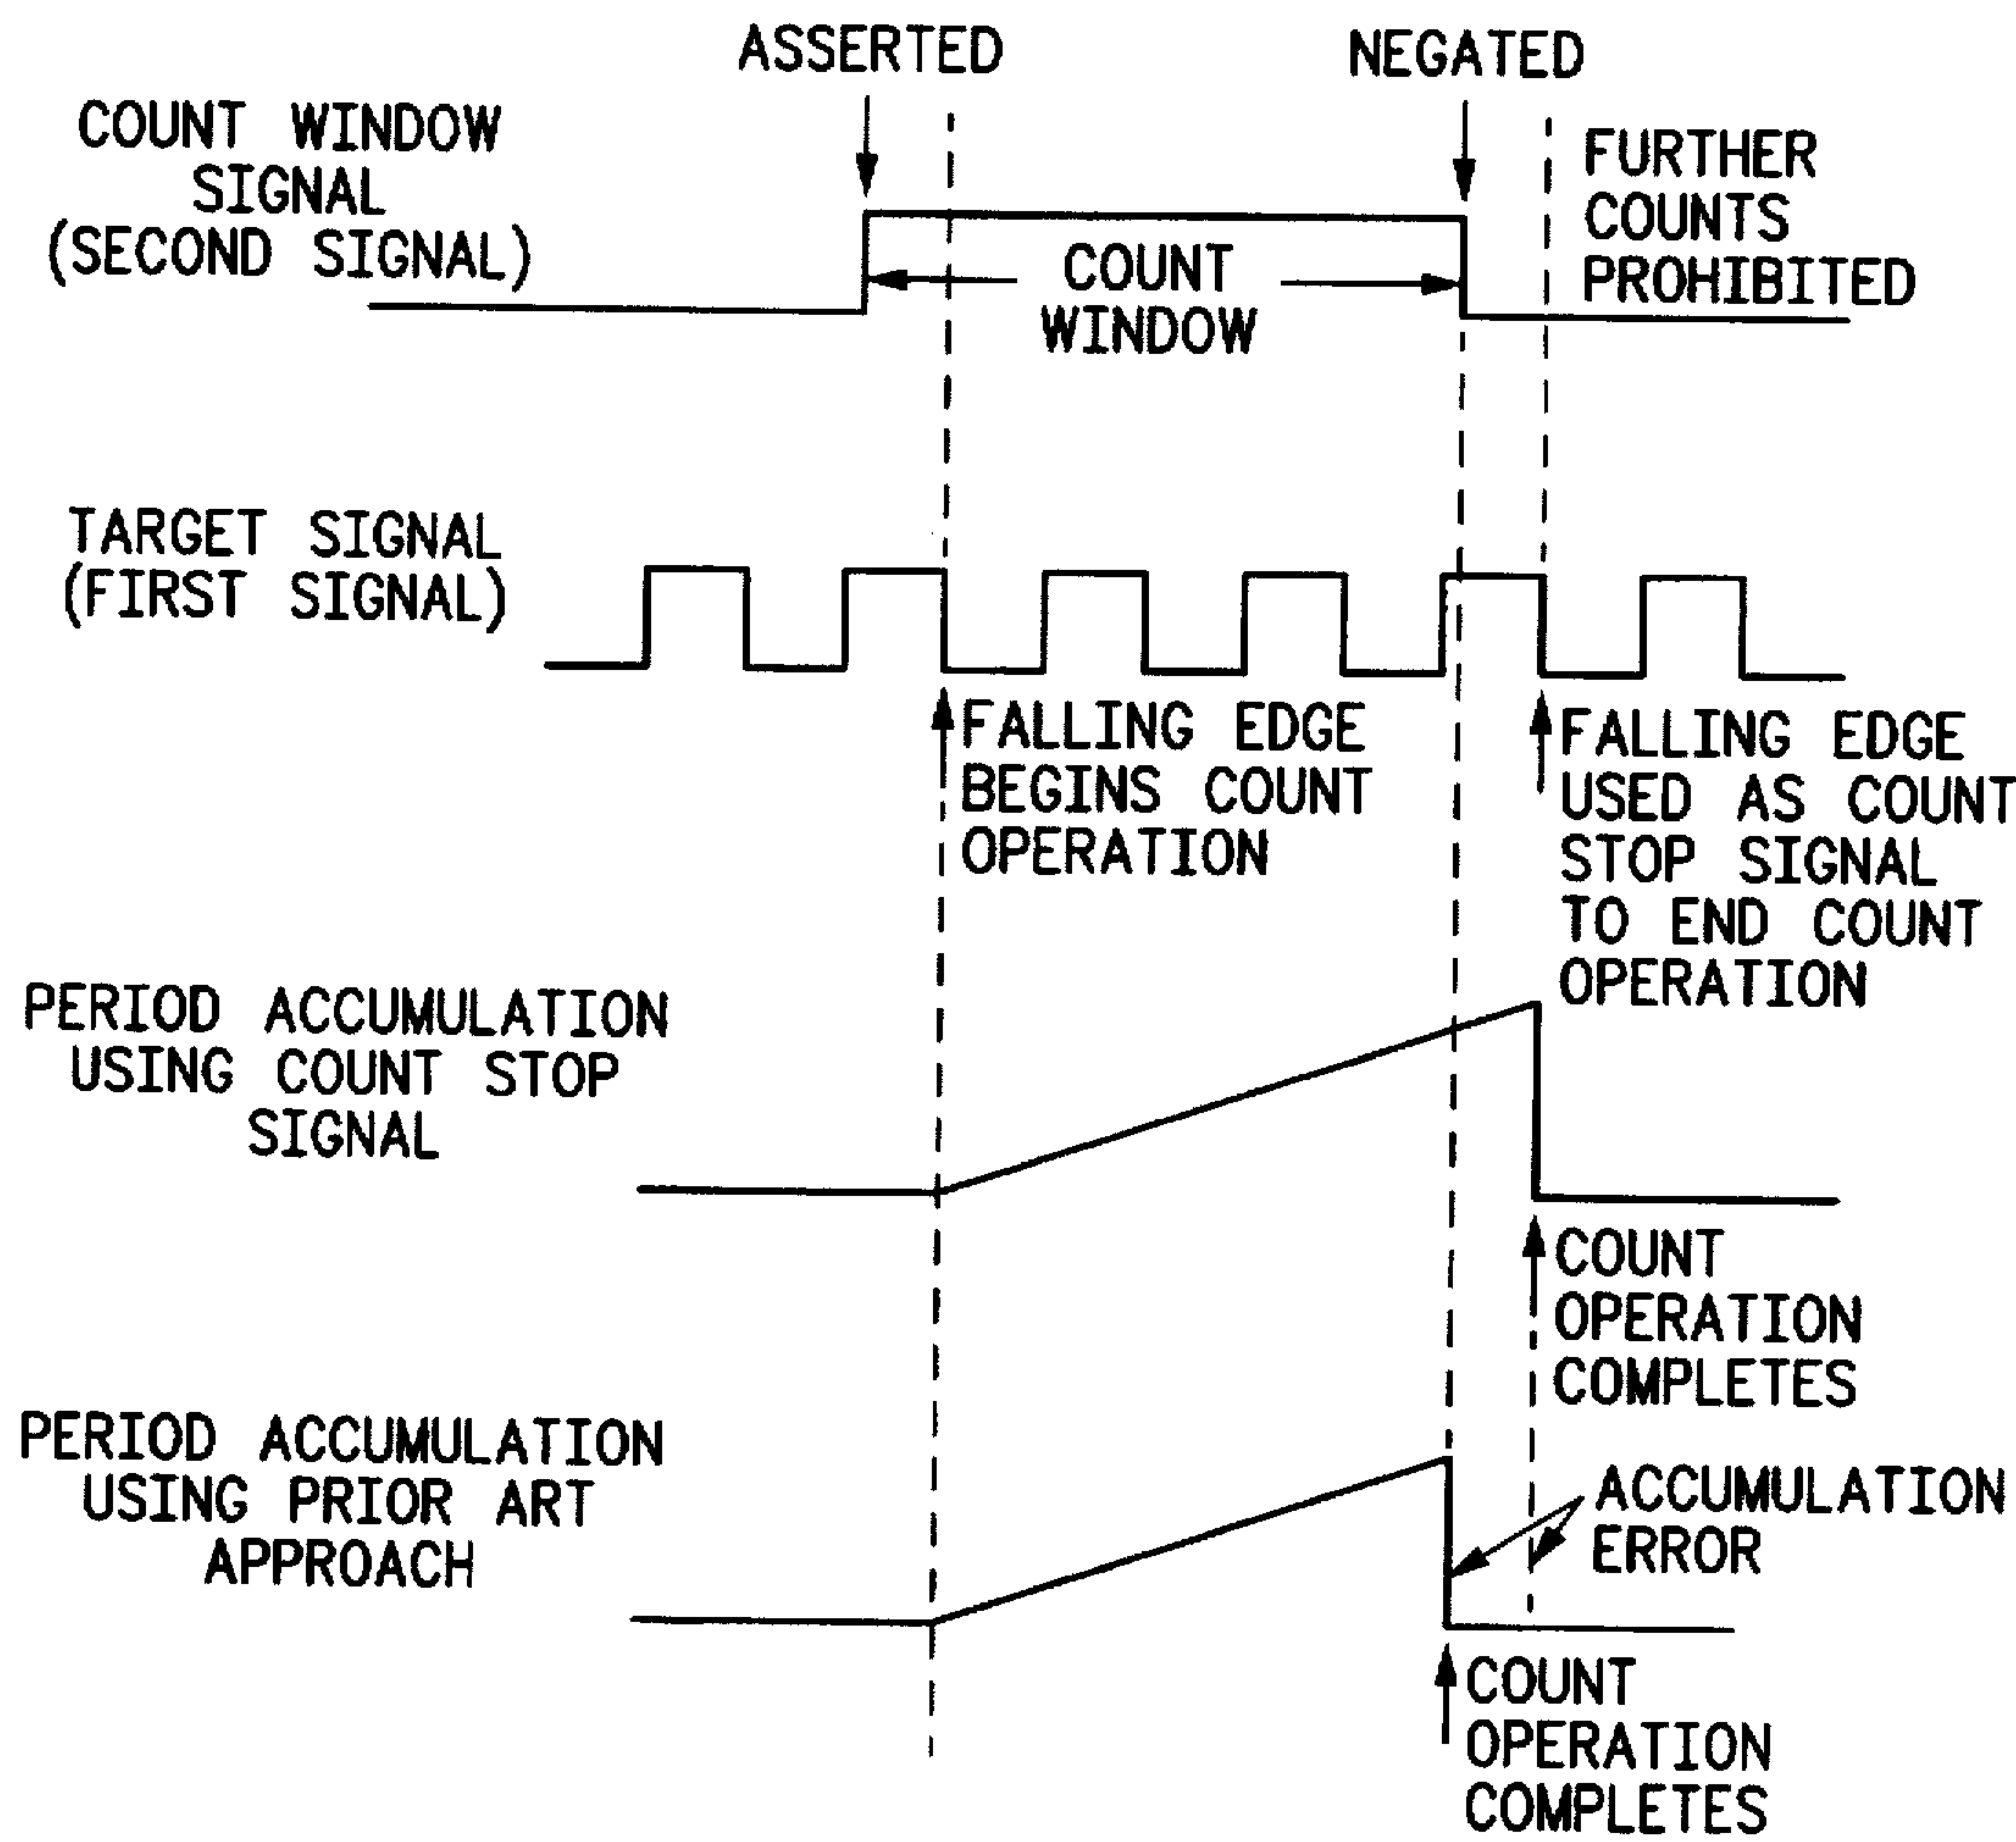 ASSERTED
NEGATED
COUNT WINDOW
SIGNAL
(SECOND SIGNAL)
FURTHER
COUNTS
PROHIBITED
COUNT
WINDOW
TARGET SIGNAL
(FIRST SIGNAL)
FALLING EDGE
BEGINS COUNT
OPERATION
FALLING EDGE
USED AS COUNT
STOP SIGNAL
TO END COUNT
OPERATION
PERIOD ACCUMULATION
USING COUNT STOP
SIGNAL
COUNT
OPERATION
COMPLETES
PERIOD ACCUMULATION
USING PRIOR ART
APPROACH
ACCUMULATION
ERROR
COUNT
OPERATION
COMPLETES